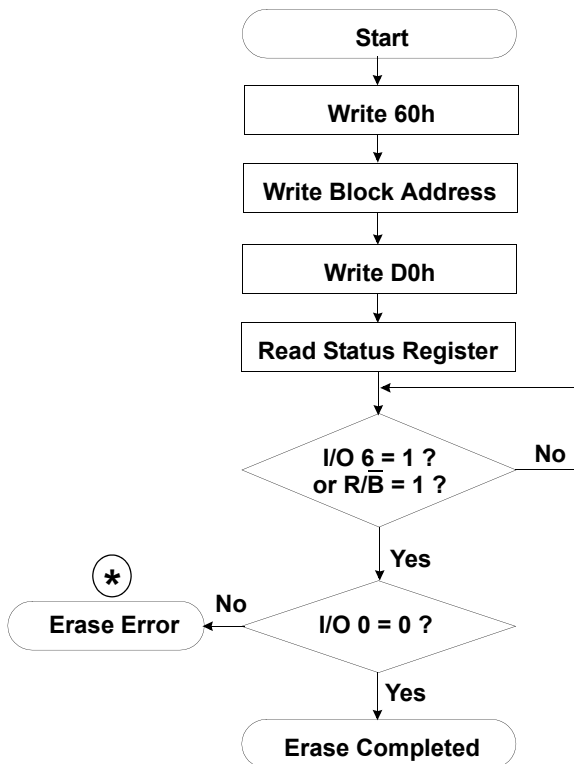 Start
Write 60h
Write Block Address
Write D0h
Read Status Register
I/O 6 = 1 ?
or R/B̅ = 1 ?
No
Yes
*
No
Erase Error
I/O 0 = 0 ?
Yes
Erase Completed